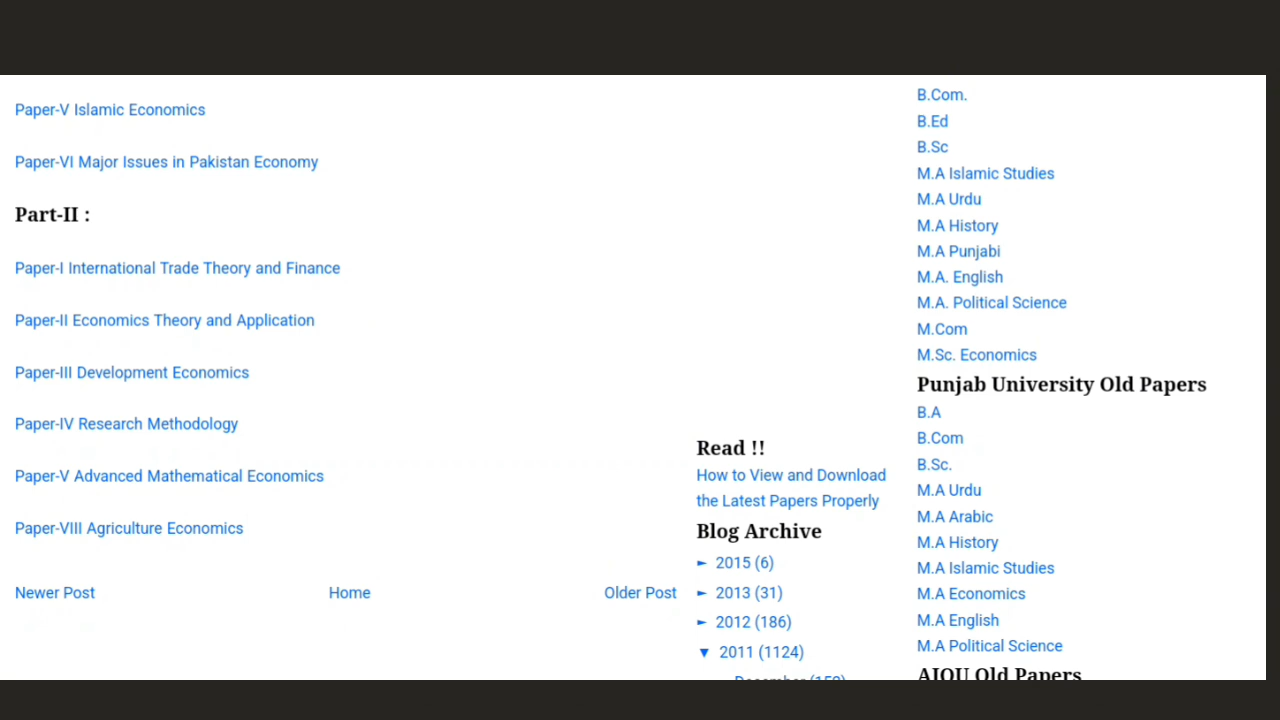 Paper-V Islamic Economics
Paper-VI Major Issues in Pakistan Economy
Part-II :
Paper-I International Trade Theory and Finance
Paper-II Economics Theory and Application
Paper-III Development Economics
Paper-IV Research Methodology
Paper-V Advanced Mathematical Economics
Paper-VIII Agriculture Economics
Newer Post
Home
Older Post
Read !!
How to View and Download
the Latest Papers Properly
Blog Archive
► 2015 (6)
► 2013 (31)
► 2012 (186)
▼ 2011 (1124)
December (159)
B.Com.
B.Ed
B.Sc
M.A Islamic Studies
M.A Urdu
M.A History
M.A Punjabi
M.A. English
M.A. Political Science
M.Com
M.Sc. Economics
Punjab University Old Papers
B.A
B.Com
B.Sc.
M.A Urdu
M.A Arabic
M.A History
M.A Islamic Studies
M.A Economics
M.A English
M.A Political Science
AIOU Old Papers